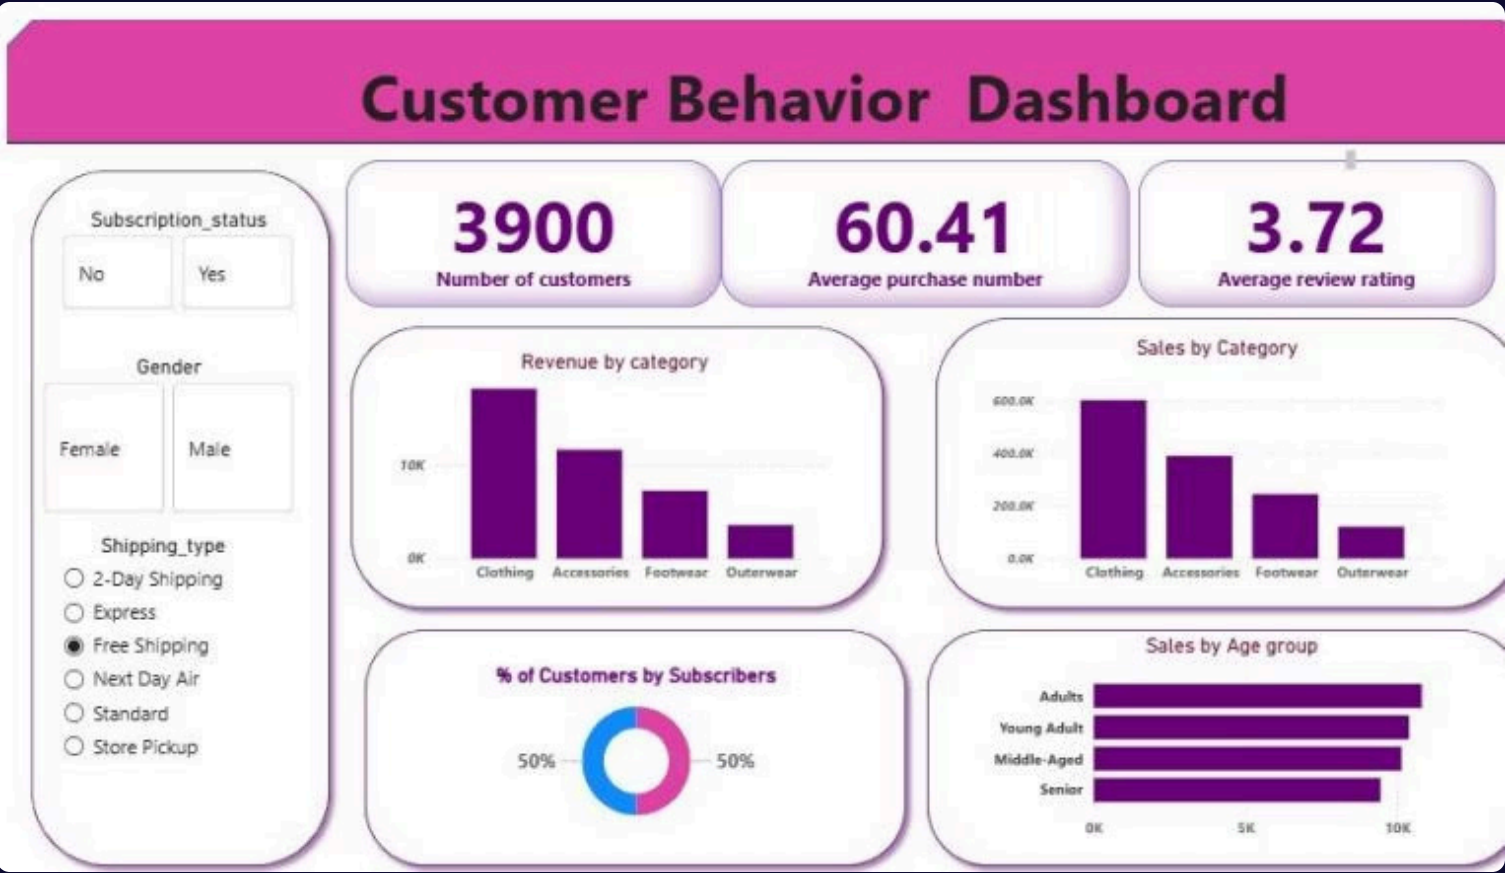 Customer Behavior Dashboard
Subscription_status
No
Yes
Gender
Female
Male
Shipping_type
2-Day Shipping
Express
Free Shipping
Next Day Air
Standard
Store Pickup
3900
Number of customers
60.41
Average purchase number
3.72
Average review rating
Revenue by category
10K
0K
Clothing Accessories Footwear Outerwear
Sales by Category
600.0K
400.0K
200.0K
0.0K
Clothing Accessories Footwear Outerwear
% of Customers by Subscribers
50%
50%
Sales by Age group
Adults
Young Adult
Middle-Aged
Senior
0K 5K 10K